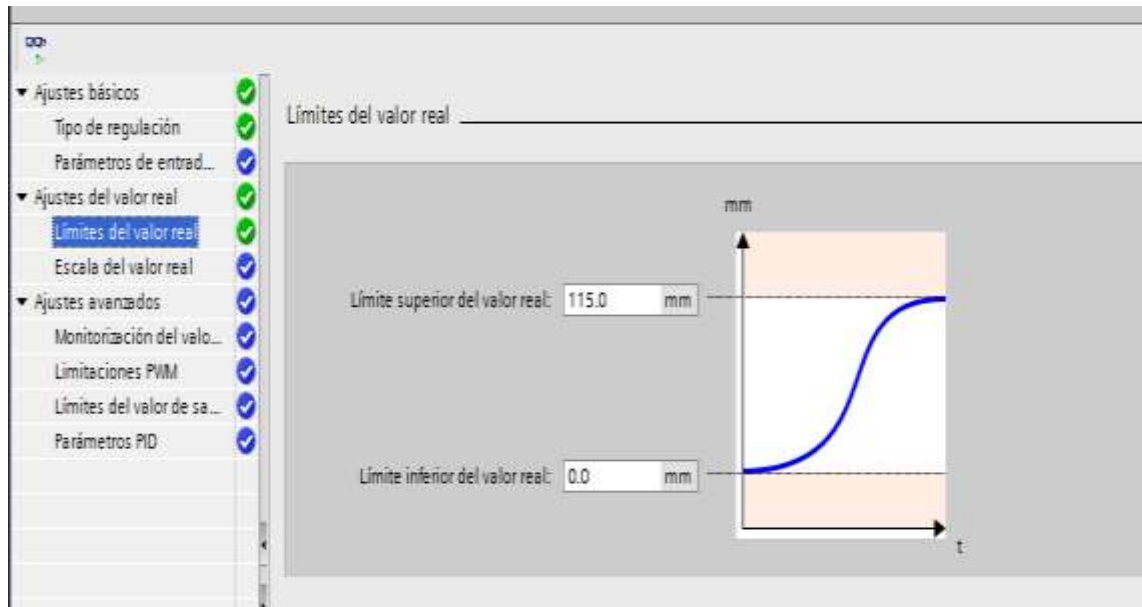 Ajustes básicos
Tipo de regulación
Parámetros de entrad...
Ajustes del valor real
Límites del valor real
Escala del valor real
Ajustes avanzados
Monitorización del valo...
Limitaciones PWM
Límites del valor de sa...
Parámetros PID
Límites del valor real
mm
Límite superior del valor real: 115.0 mm
Límite inferior del valor real: 0.0 mm
t